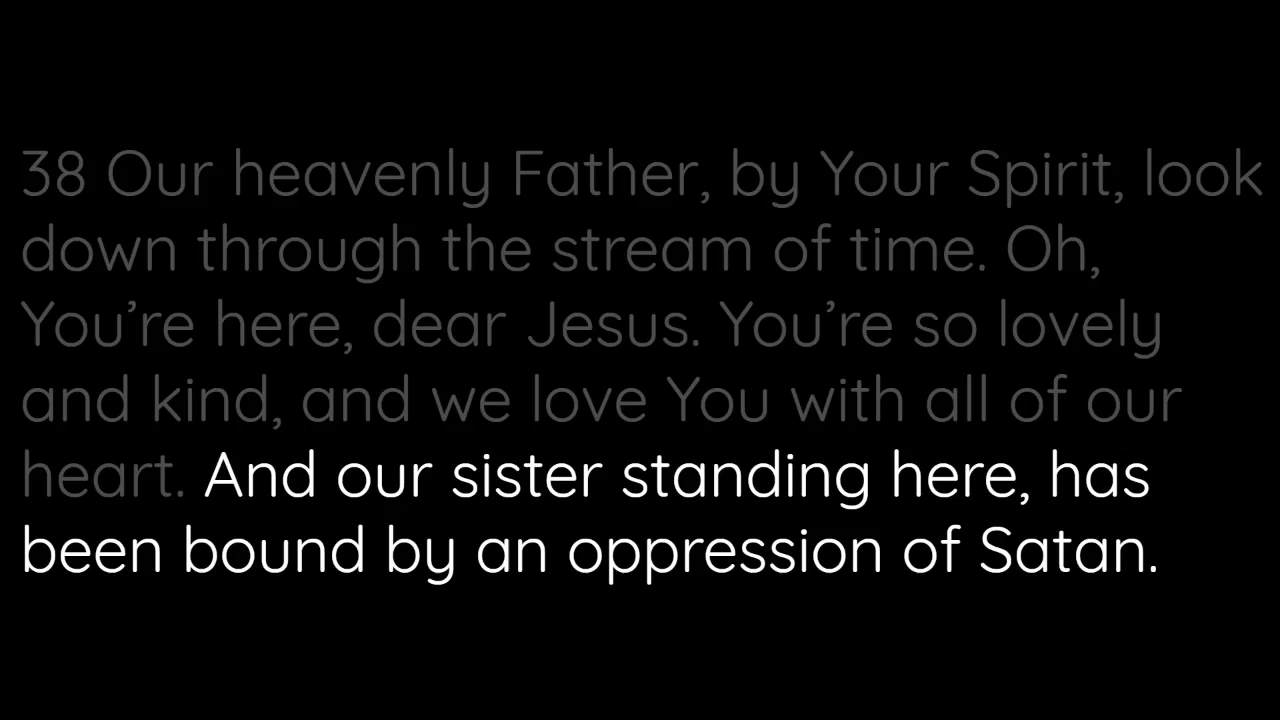 38 Our heavenly Father, by Your Spirit, look
down through the stream of time. Oh,
You’re here, dear Jesus. You’re so lovely
and kind, and we love You with all of our
heart. And our sister standing here, has
been bound by an oppression of Satan.